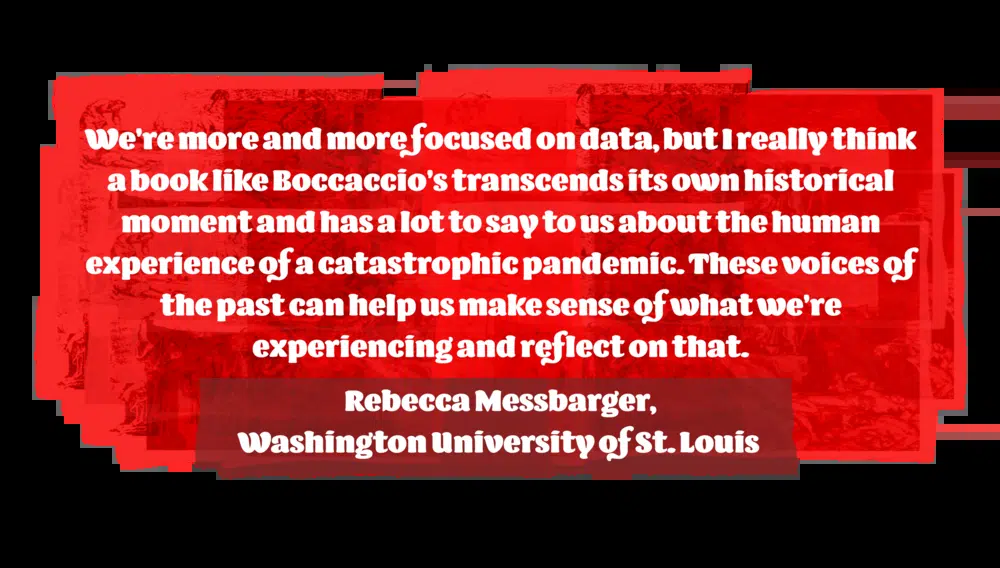 We're more and more focused on data, but I really think
a book like Boccaccio's transcends its own historical
moment and has a lot to say to us about the human
experience of a catastrophic pandemic. These voices of
the past can help us make sense of what we're
experiencing and reflect on that.
Rebecca Messbarger,
Washington University of St. Louis